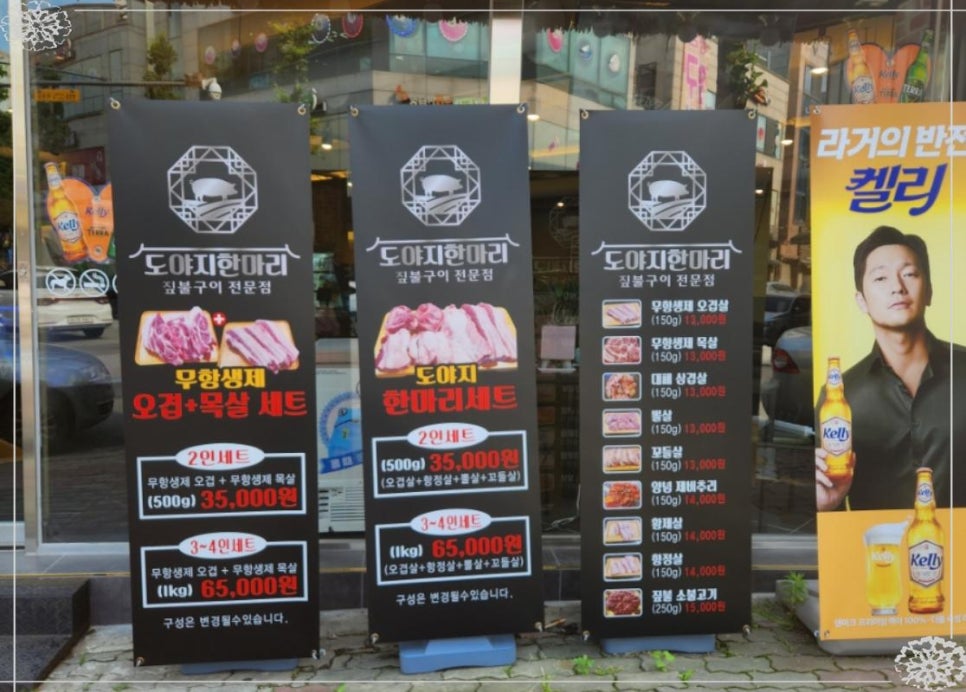 도야지한마리
짚불구이 전문점
무항생제
오겹+목살 세트
2인세트
무항생제 오겹 + 무항생제 목살
(500g) 35,000원
3~4인세트
무항생제 오겹 + 무항생제 목살
(1kg) 65,000원
구성은 변경될수있습니다.
도야지한마리
짚불구이 전문점
도야지
한마리세트
2인세트
(500g) 35,000원
(오겹살+항정살+뽈살+꼬들살)
3~4인세트
(1kg) 65,000원
(오겹살+항정살+뽈살+꼬들살)
구성은 변경될수있습니다.
도야지한마리
짚불구이 전문점
무항생제 오겹살
(150g) 13,000원
무항생제 목살
(150g) 13,000원
대패 삼겹살
(150g) 13,000원
뽈살
(150g) 13,000원
꼬들살
(150g) 13,000원
양념 제비추리
(150g) 14,000원
황제살
(150g) 14,000원
항정살
(150g) 14,000원
짚불 소불고기
(250g) 15,000원
라거의 반전
켈리
Kelly
Kelly
Kelly
Kelly
Kelly
TERRA
Kelly
TERRA